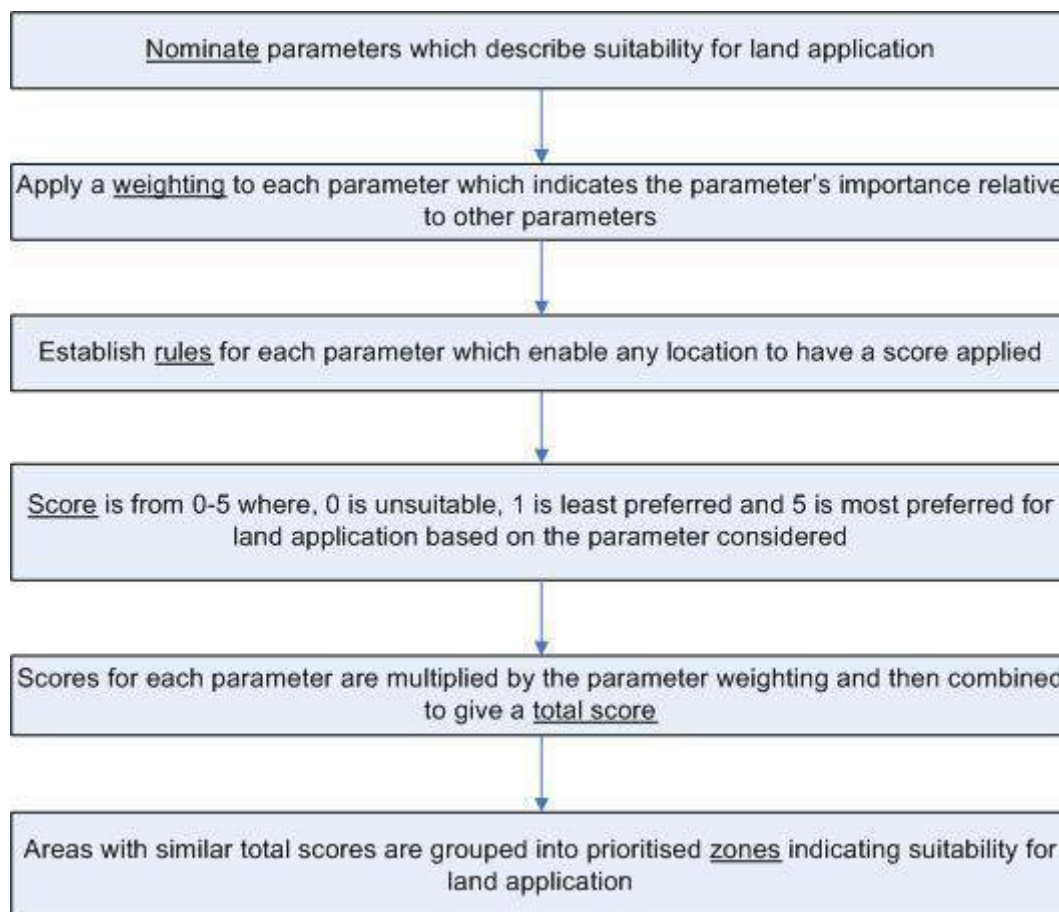 Nominate parameters which describe suitability for land application
Apply a weighting to each parameter which indicates the parameter's importance relative
to other parameters
Establish rules for each parameter which enable any location to have a score applied
Score is from 0-5 where, 0 is unsuitable, 1 is least preferred and 5 is most preferred for
land application based on the parameter considered
Scores for each parameter are multiplied by the parameter weighting and then combined
to give a total score
Areas with similar total scores are grouped into prioritised zones indicating suitability for
land application